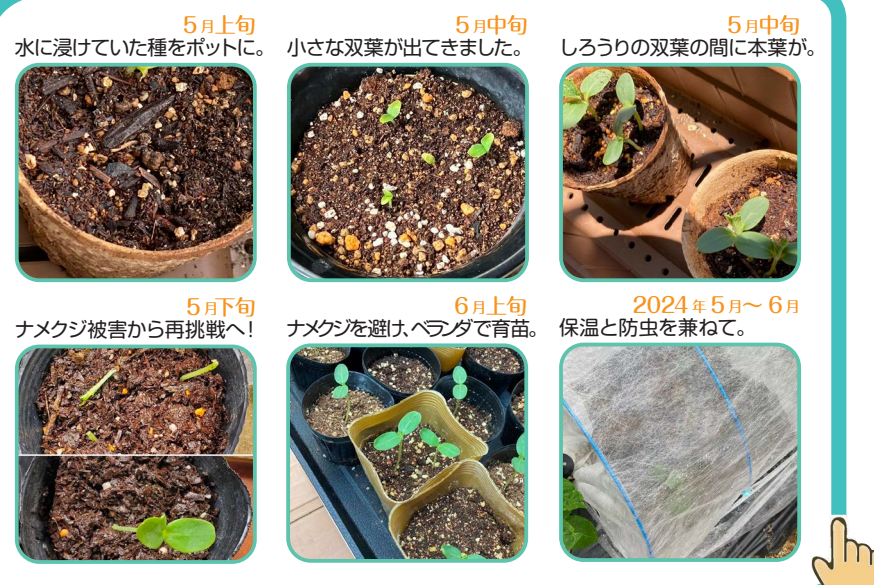 5月上旬
水に浸けていた種をポットに。
5月中旬
小さな双葉が出てきました。
5月中旬
しろうりの双葉の間に本葉が。
5月下旬
ナメクジ被害から再挑戦へ!
6月上旬
ナメクジを避け、ベランダで育苗。
2024年5月〜6月
保温と防虫を兼ねて。